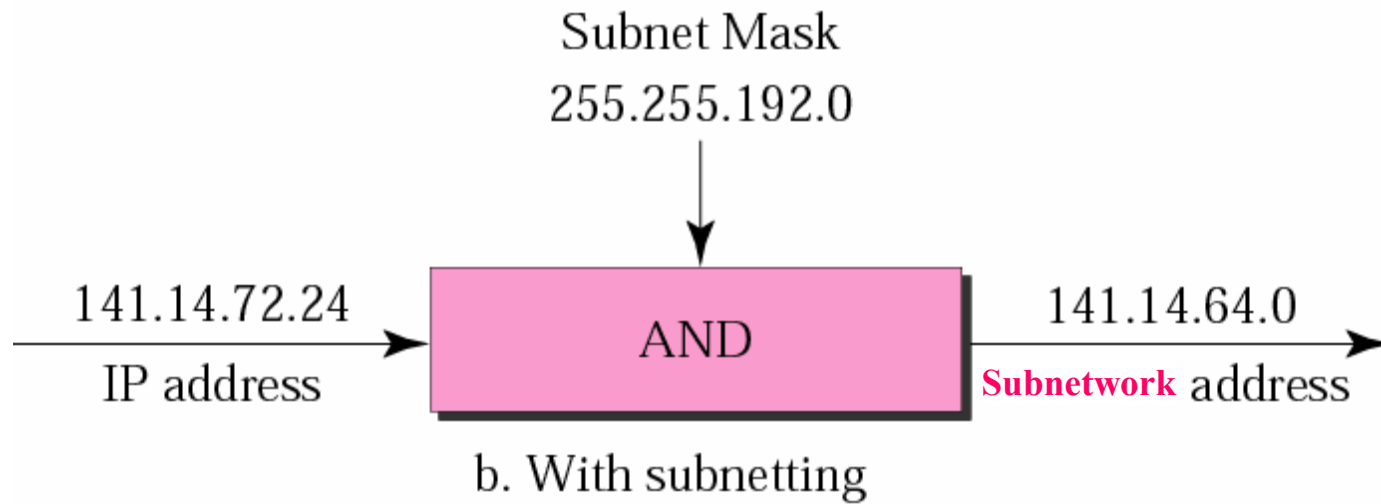 Subnet Mask
255.255.192.0
141.14.72.24
IP address
AND
141.14.64.0
Subnetwork address
b. With subnetting